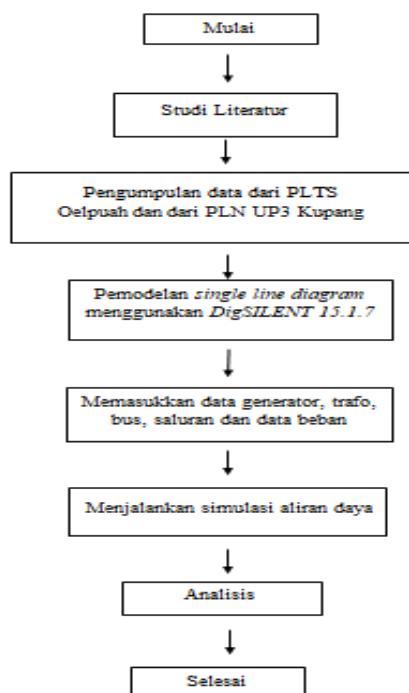 Mulai
Studi Literatur
Pengumpulan data dari PLTS
Oelpuah dan dari PLN UP3 Kupang
Pemodelan single line diagram
menggunakan DigSILENT 15.1.7
Memasukkan data generator, trafo,
bus, saluran dan data beban
Menjalankan simulasi aliran daya
Analisis
Selesai